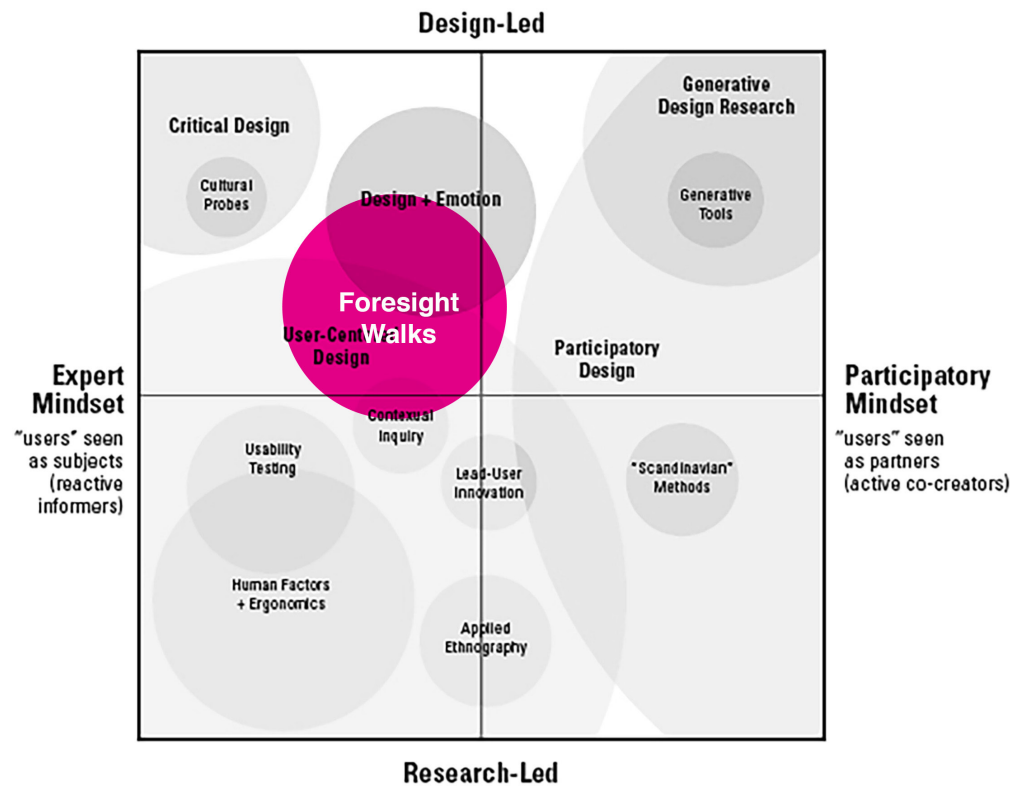 Design-Led
Generative
Design Research
Critical Design
Cultural
Probes
Design + Emotion
Generative
Tools
Foresight
Walks
User-Cent
Design
Participatory
Design
Expert
Mindset
"users" seen
as subjects
(reactive
informers)
Participatory
Mindset
"users" seen
as partners
(active co-creators)
Contexual
Inquiry
Usability
Testing
Lead-User
Innovation
"Scandinavian"
Methods
Human Factors
+ Ergonomics
Applied
Ethnography
Research-Led